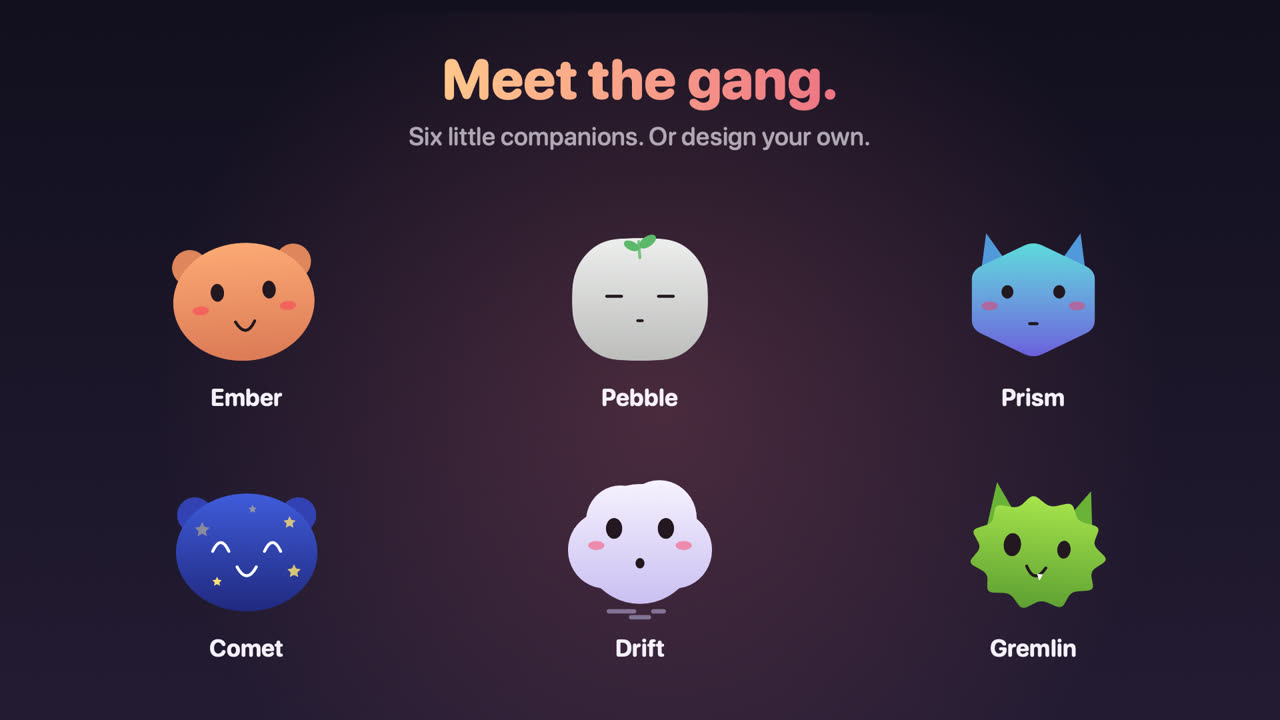 Meet the gang.
Six little companions. Or design your own.
Ember
Pebble
Prism
Comet
Drift
Gremlin